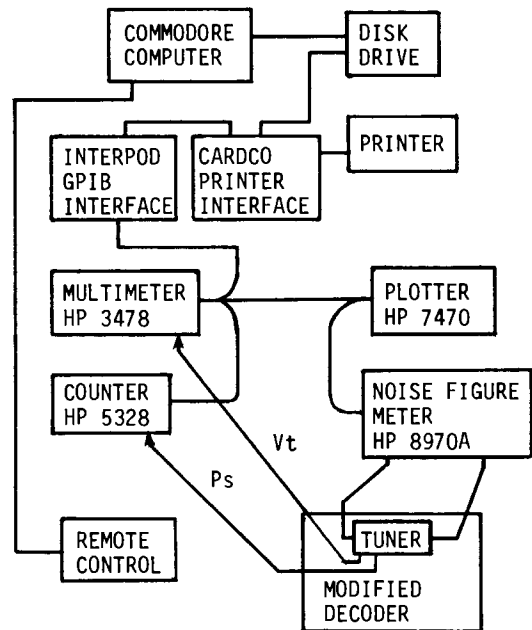 COMMODORE
COMPUTER
DISK
DRIVE
INTERPOD
GPIB
INTERFACE
CARDCO
PRINTER
INTERFACE
PRINTER
MULTIMETER
HP 3478
PLOTTER
HP 7470
COUNTER
HP 5328
NOISE FIGURE
METER
HP 8970A
Vt
Ps
REMOTE
CONTROL
TUNER
MODIFIED
DECODER